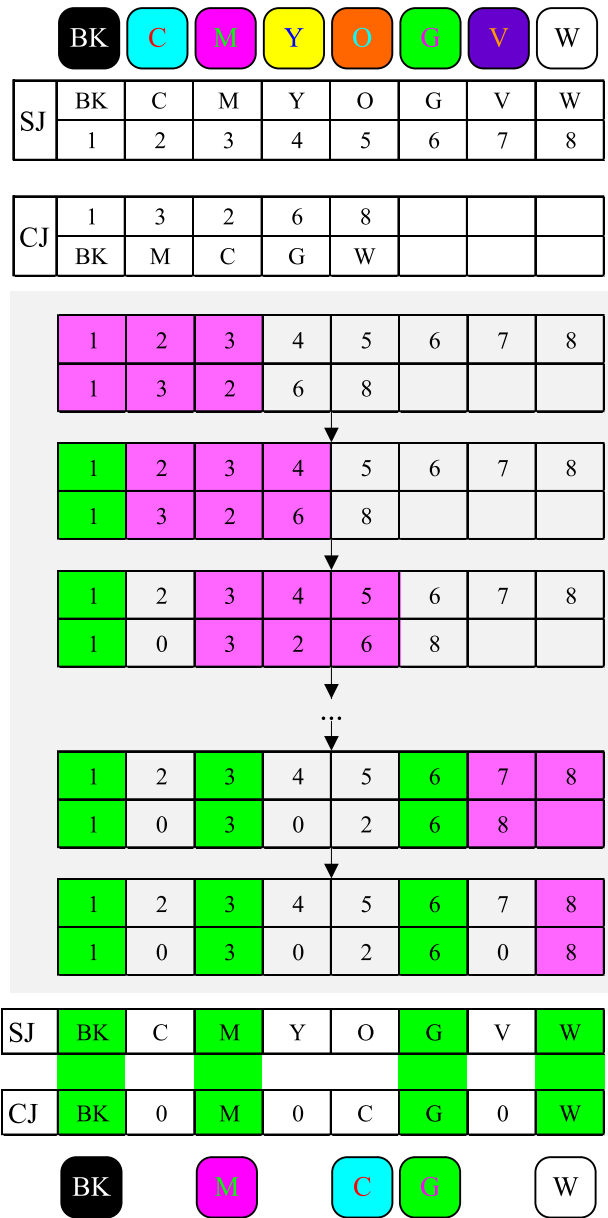 BK C M Y O G V W
SJ
BK C M Y O G V W
1 2 3 4 5 6 7 8
CJ
1 3 2 6 8
BK M C G W
1 2 3 4 5 6 7 8
1 3 2 6 8
1 2 3 4 5 6 7 8
1 3 2 6 8
1 2 3 4 5 6 7 8
1 0 3 2 6 8
...
1 2 3 4 5 6 7 8
1 0 3 0 2 6 8
1 2 3 4 5 6 7 8
1 0 3 0 2 6 0 8
SJ BK C M Y O G V W
CJ BK 0 M 0 C G 0 W
BK M C G W